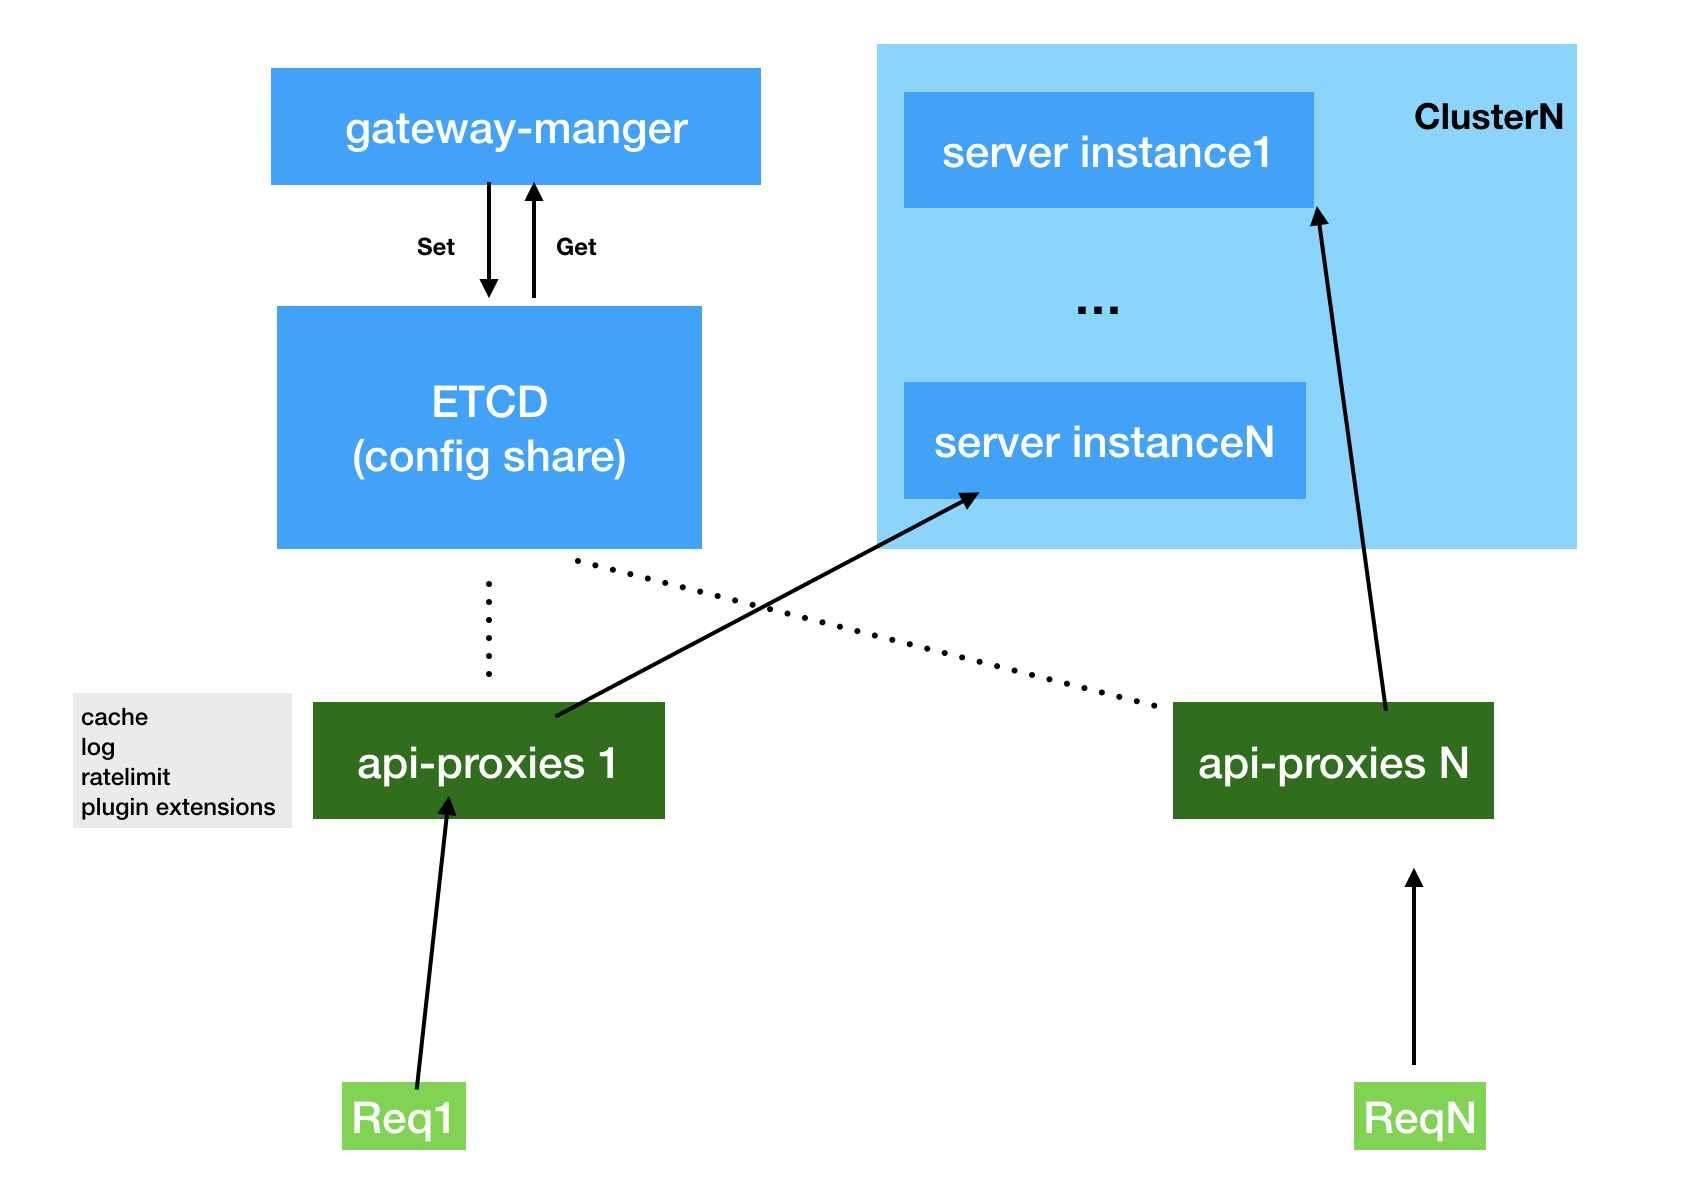 gateway-manger
ClusterN
server instance1
Set
Get
...
ETCD
(config share)
server instanceN
cache
log
ratelimit
plugin extensions
api-proxies 1
api-proxies N
Req1
ReqN